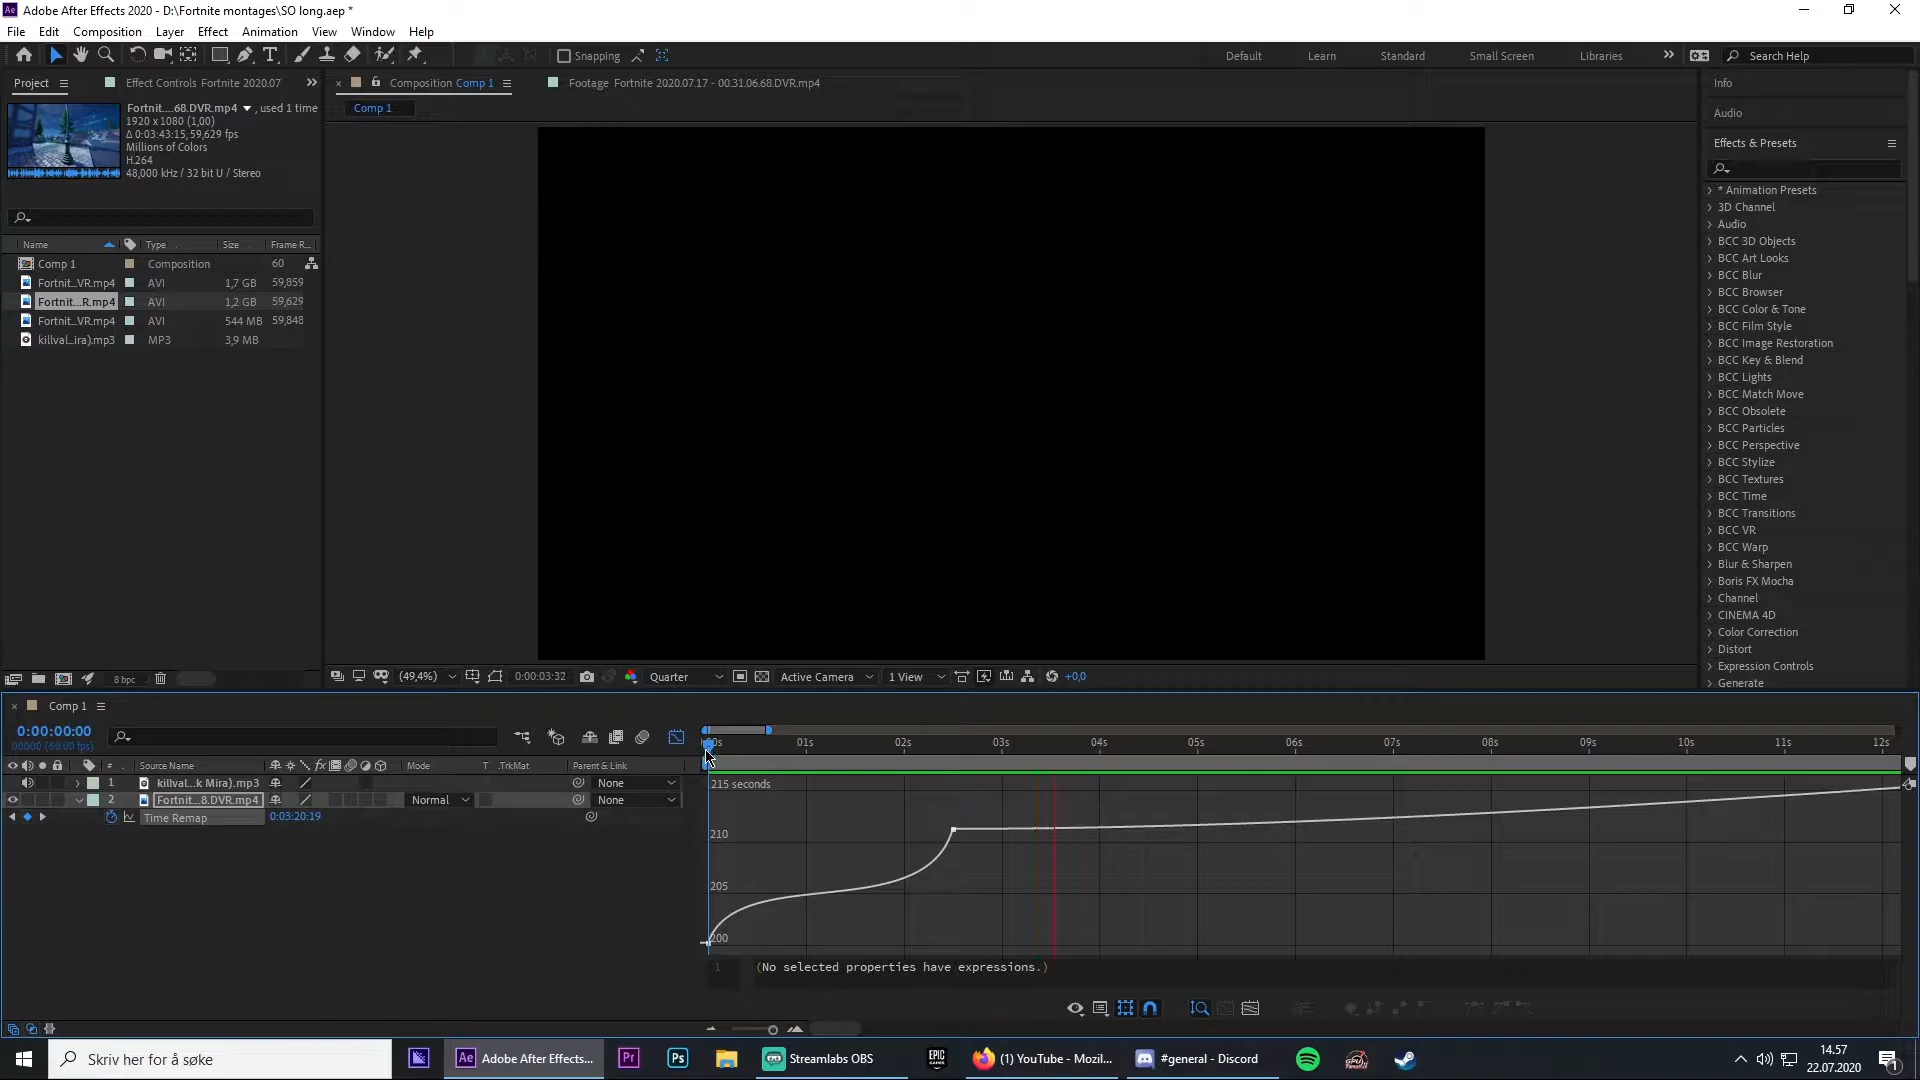 Adobe After Effects 2020 - D:\Fortnite montages\SO long.aep *
File Edit Composition Layer Effect Animation View Window Help
Snapping
Default Learn Standard Small Screen Libraries Search Help
Project Effect Controls Fortnite 2020.07
Composition Comp 1 Footage Fortnite 2020.07.17 - 00.31.06.68.DVR.mp4
Comp 1
Fortnit....68.DVR.mp4 , used 1 time
1920 x 1080 (1,00)
Δ 0:03:43:15, 59,629 fps
Millions of Colors
H.264
48,000 kHz / 32 bit U / Stereo
Name Type Size Frame R...
Comp 1 Composition 60
Fortnit...VR.mp4 AVI 1,7 GB 59,859
Fortnit...R.mp4 AVI 1,2 GB 59,629
Fortnit...VR.mp4 AVI 544 MB 59,848
killval...ira).mp3 MP3 3,9 MB
8 bpc
(49,4%) 0:00:03:32 Quarter Active Camera 1 View +0,0
Info
Audio
Effects & Presets
* Animation Presets
3D Channel
Audio
BCC 3D Objects
BCC Art Looks
BCC Blur
BCC Browser
BCC Color & Tone
BCC Film Style
BCC Image Restoration
BCC Key & Blend
BCC Lights
BCC Match Move
BCC Obsolete
BCC Particles
BCC Perspective
BCC Stylize
BCC Textures
BCC Time
BCC Transitions
BCC VR
BCC Warp
Blur & Sharpen
Boris FX Mocha
Channel
CINEMA 4D
Color Correction
Distort
Expression Controls
Generate
Comp 1
0:00:00:00
00000 (60.00 fps)
# Source Name Mode T .TrkMat Parent & Link
1 killval...k Mira).mp3 None
2 Fortnit...8.DVR.mp4 Normal None
Time Remap 0:03:20:19
00s 01s 02s 03s 04s 05s 06s 07s 08s 09s 10s 11s 12s
215 seconds
210
205
200
1 (No selected properties have expressions.)
Skriv her for å søke
Ae Adobe After Effects... Pr Ps Streamlabs OBS EPIC GAMES (1) YouTube - Mozil... #general - Discord
14.57
22.07.2020
1